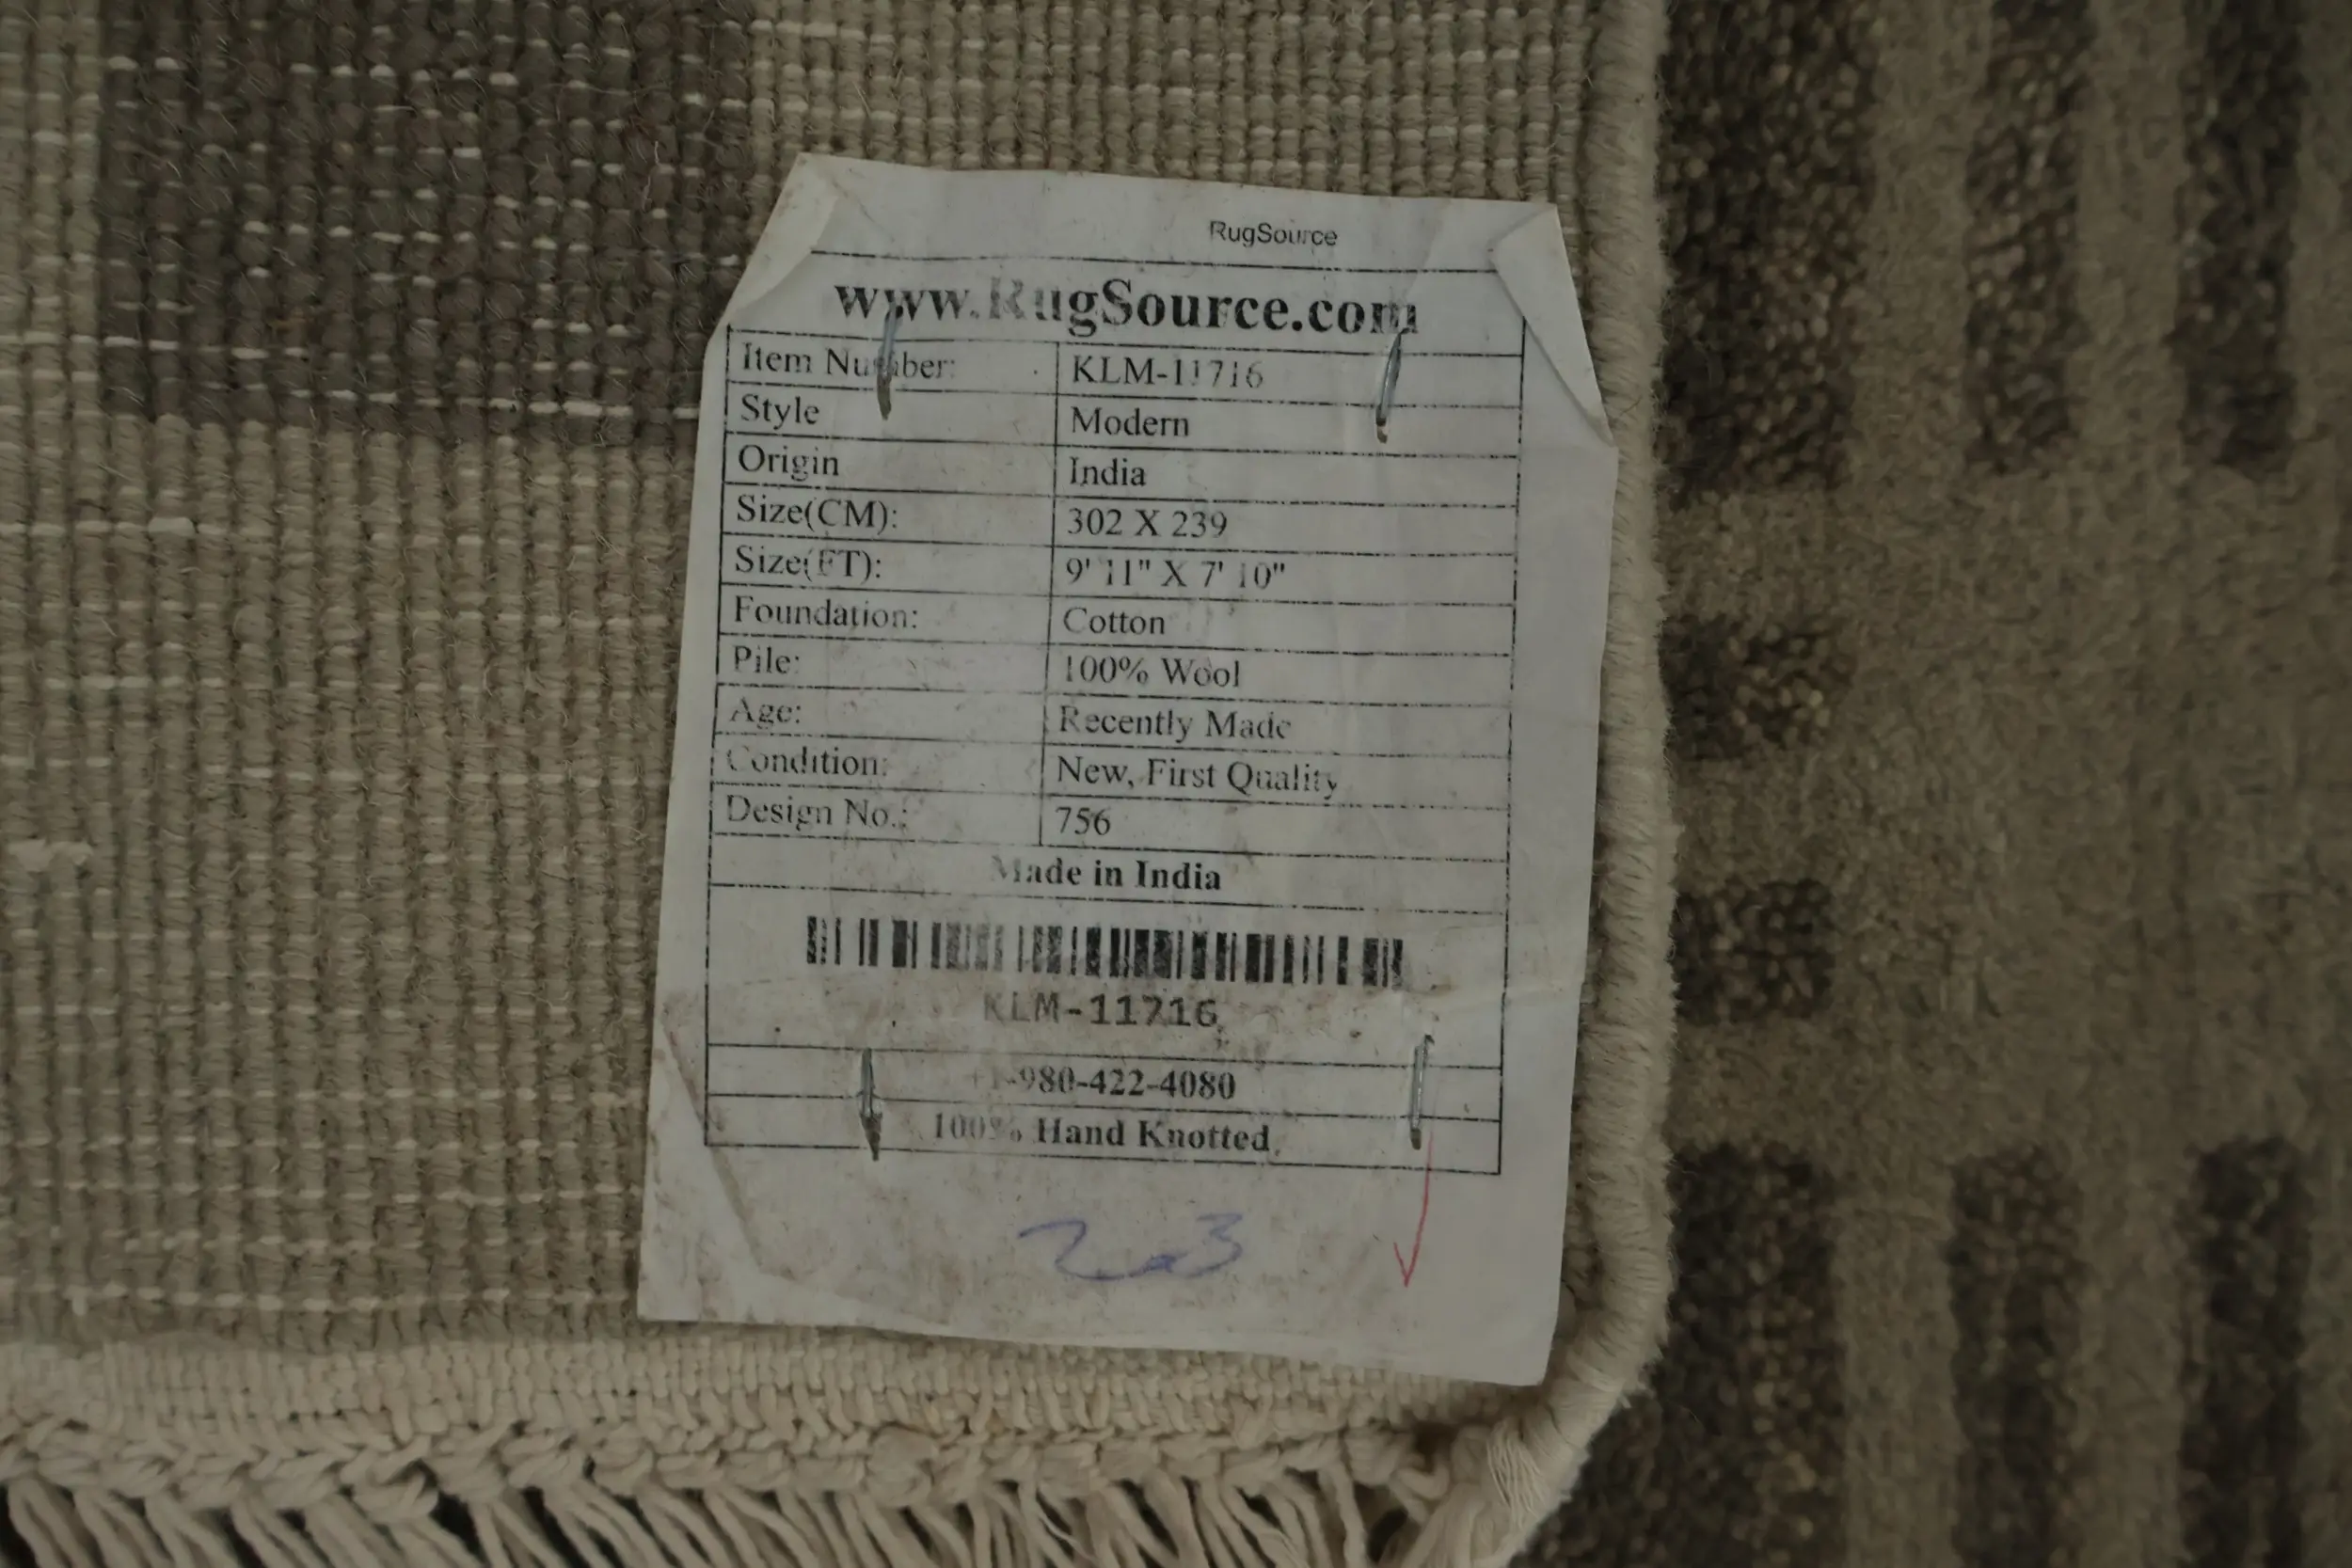 RugSource
www.RugSource.com
Item Number: KLM-11716
Style Modern
Origin India
Size(CM): 302 X 239
Size(FT): 9' 11" X 7' 10"
Foundation: Cotton
Pile: 100% Wool
Age: Recently Made
Condition: New, First Quality
Design No.: 756
Made in India
KLM-11716
+1-980-422-4080
100% Hand Knotted